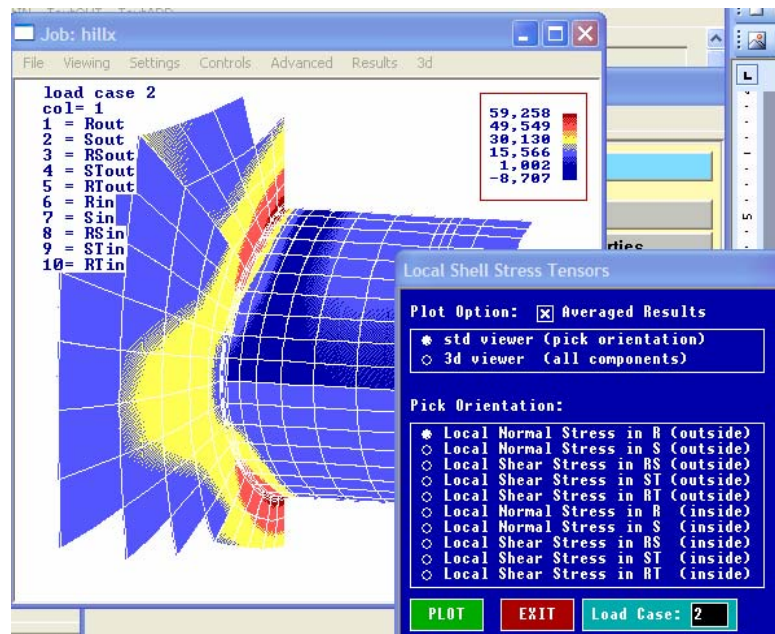 Job: hillx
File Viewing Settings Controls Advanced Results 3d
load case 2
col= 1
1 = Rout
2 = Sout
3 = RSout
4 = STout
5 = RTout
6 = Rin
7 = Sin
8 = RSin
9 = STin
10= RTin
59,258
49,549
30,130
15,566
1,002
-8,707
L
5
Local Shell Stress Tensors
Plot Option: Averaged Results
std viewer (pick orientation)
3d viewer (all components)
Pick Orientation:
Local Normal Stress in R (outside)
Local Normal Stress in S (outside)
Local Shear Stress in RS (outside)
Local Shear Stress in ST (outside)
Local Shear Stress in RT (outside)
Local Normal Stress in R (inside)
Local Normal Stress in S (inside)
Local Shear Stress in RS (inside)
Local Shear Stress in ST (inside)
Local Shear Stress in RT (inside)
PLOT EXIT Load Case: 2